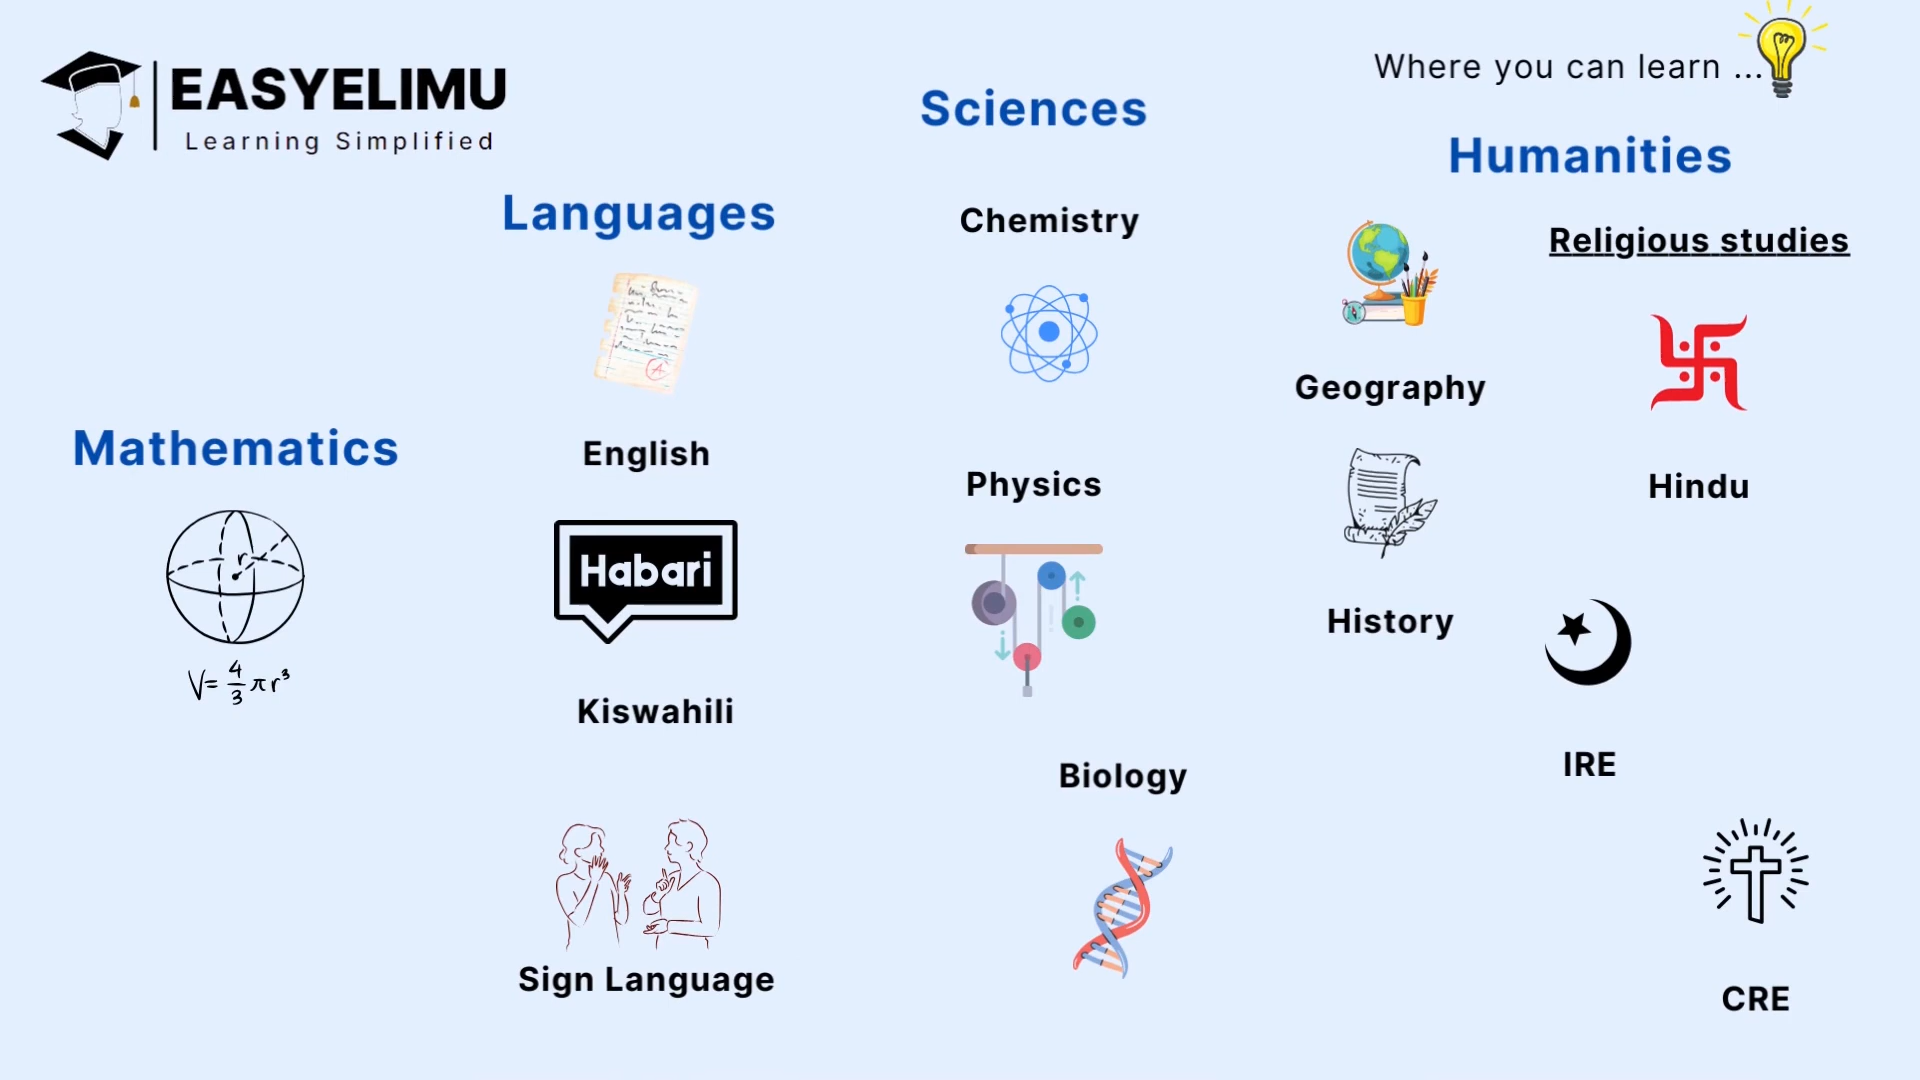 EASYELIMU
Learning Simplified
Where you can learn ...
Mathematics
r
V= 4/3 πr³
Languages
A
English
Habari
Kiswahili
Sign Language
Sciences
Chemistry
Physics
Biology
Humanities
Geography
History
Religious studies
Hindu
IRE
CRE